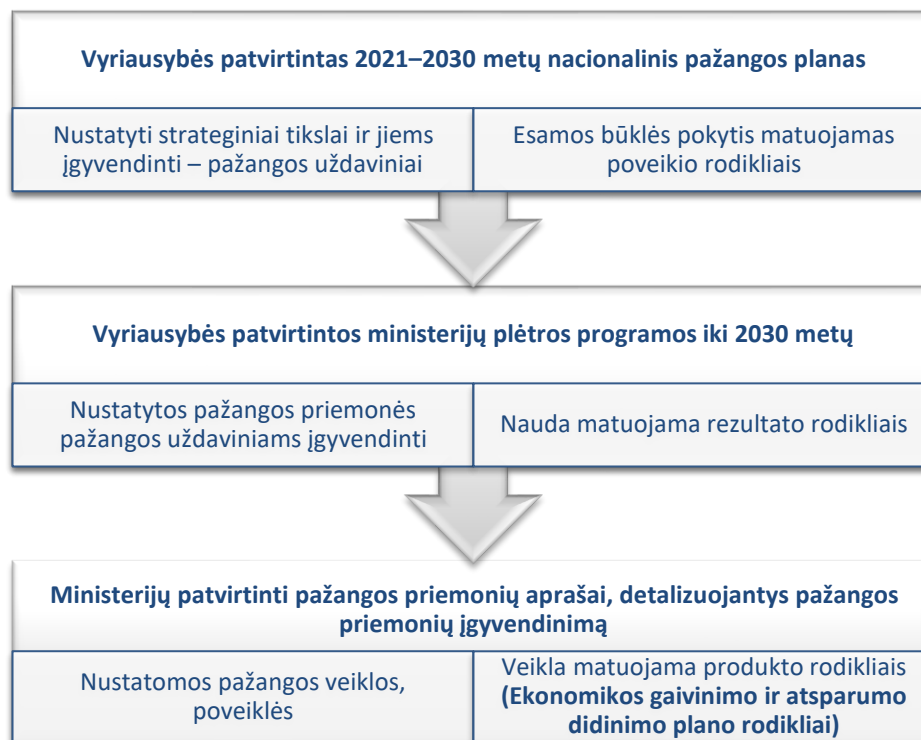 Vyriausybės patvirtintas 2021–2030 metų nacionalinis pažangos planas
Nustatyti strateginiai tikslai ir jiems
įgyvendinti – pažangos uždaviniai
Esamos būklės pokytis matuojamas
poveikio rodikliais
Vyriausybės patvirtintos ministerijų plėtros programos iki 2030 metų
Nustatytos pažangos priemonės
pažangos uždaviniams įgyvendinti
Nauda matuojama rezultato rodikliais
Ministerijų patvirtinti pažangos priemonių aprašai, detalizuojantys pažangos
priemonių įgyvendinimą
Nustatomos pažangos veiklos,
poveiklės
Veikla matuojama produkto rodikliais
(Ekonomikos gaivinimo ir atsparumo
didinimo plano rodikliai)